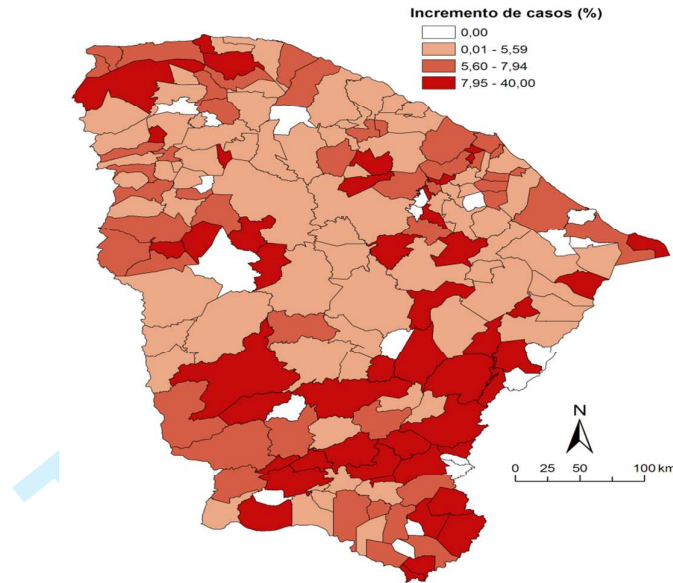 Incremento de casos (%)
0,00
0,01 - 5,59
5,60 - 7,94
7,95 - 40,00
N
0 25 50 100 km